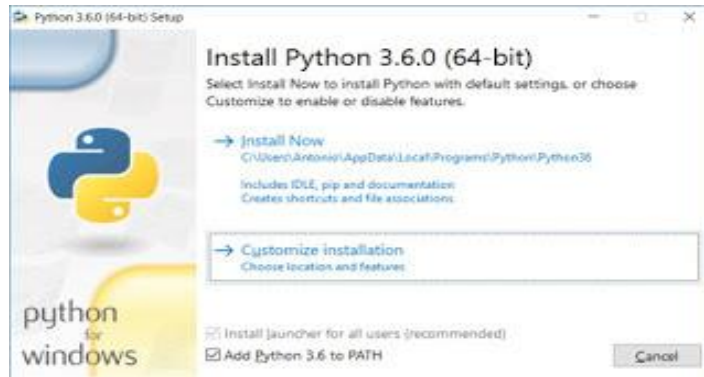 Python 3.6.0 (64-bit) Setup
Install Python 3.6.0 (64-bit)
Select Install Now to install Python with default settings, or choose
Customize to enable or disable features.
Install Now
C:\Users\Antonio\AppData\Local\Programs\Python\Python36
Includes IDLE, pip and documentation
Creates shortcuts and file associations
Customize installation
Choose location and features
python
for
windows
Install launcher for all users (recommended)
Add Python 3.6 to PATH
Cancel